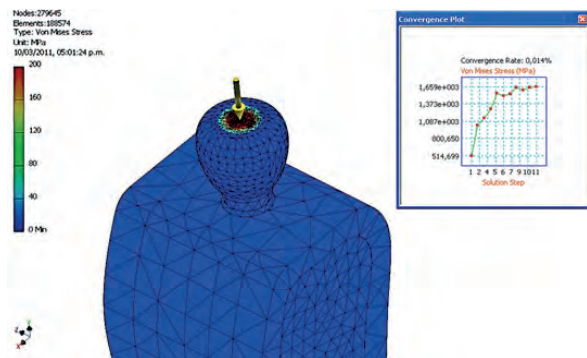 Nodes:279645
Elements:188574
Type: Von Mises Stress
Unit: MPa
10/03/2011, 05:01:24 p.m.
200
160
120
80
40
0 Min
Z
Y
X
Convergence Plot
Convergence Rate: 0,014%
Von Mises Stress (MPa)
1,659e+003
1,373e+003
1,087e+003
800,650
514,699
1 2 4 5 6 7 9 10 11
Solution Step